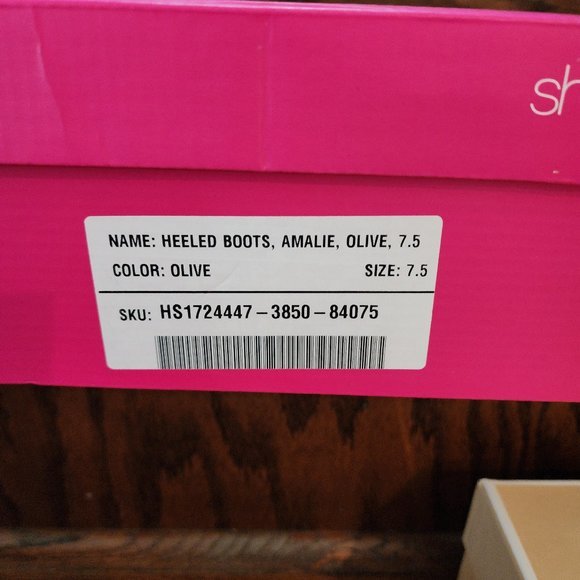 sh
NAME: HEELED BOOTS, AMALIE, OLIVE, 7.5
COLOR: OLIVE SIZE: 7.5
SKU: HS1724447-3850-84075